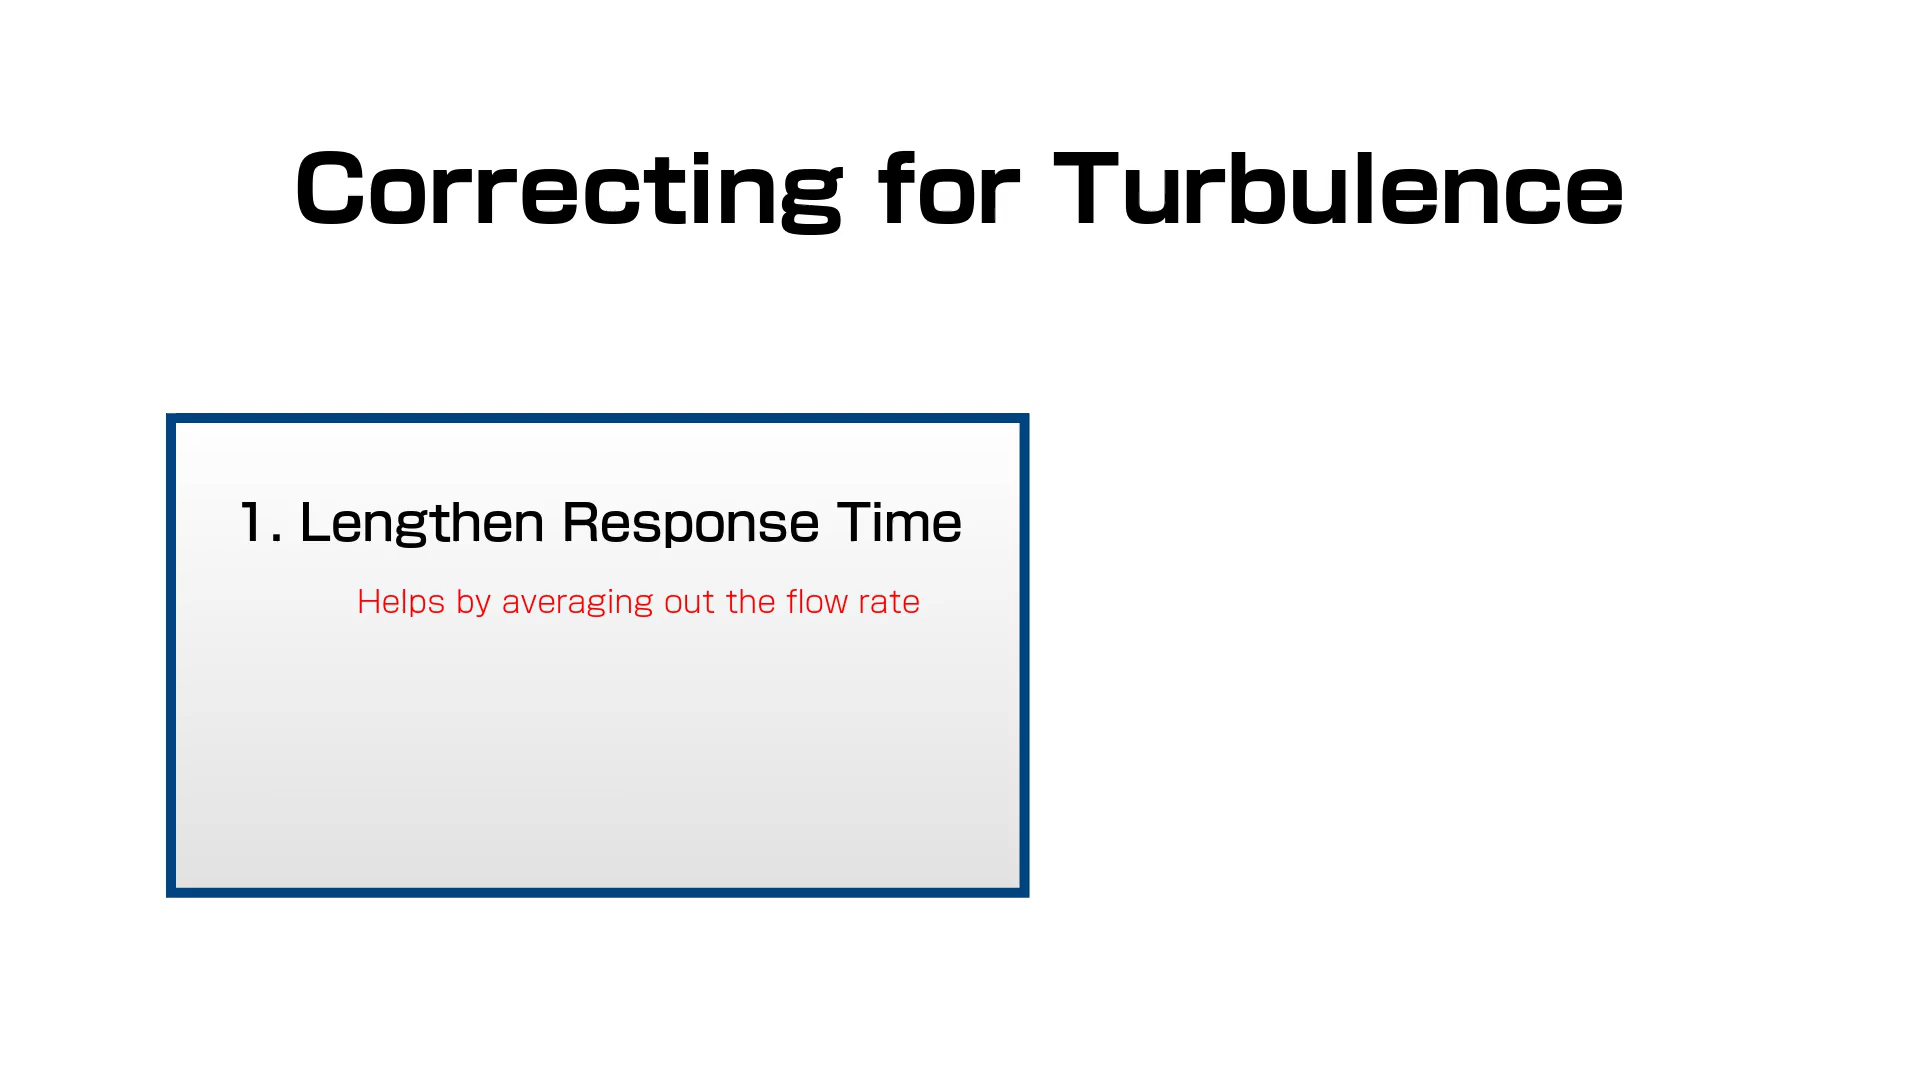 Correcting for Turbulence
1. Lengthen Response Time
Helps by averaging out the flow rate